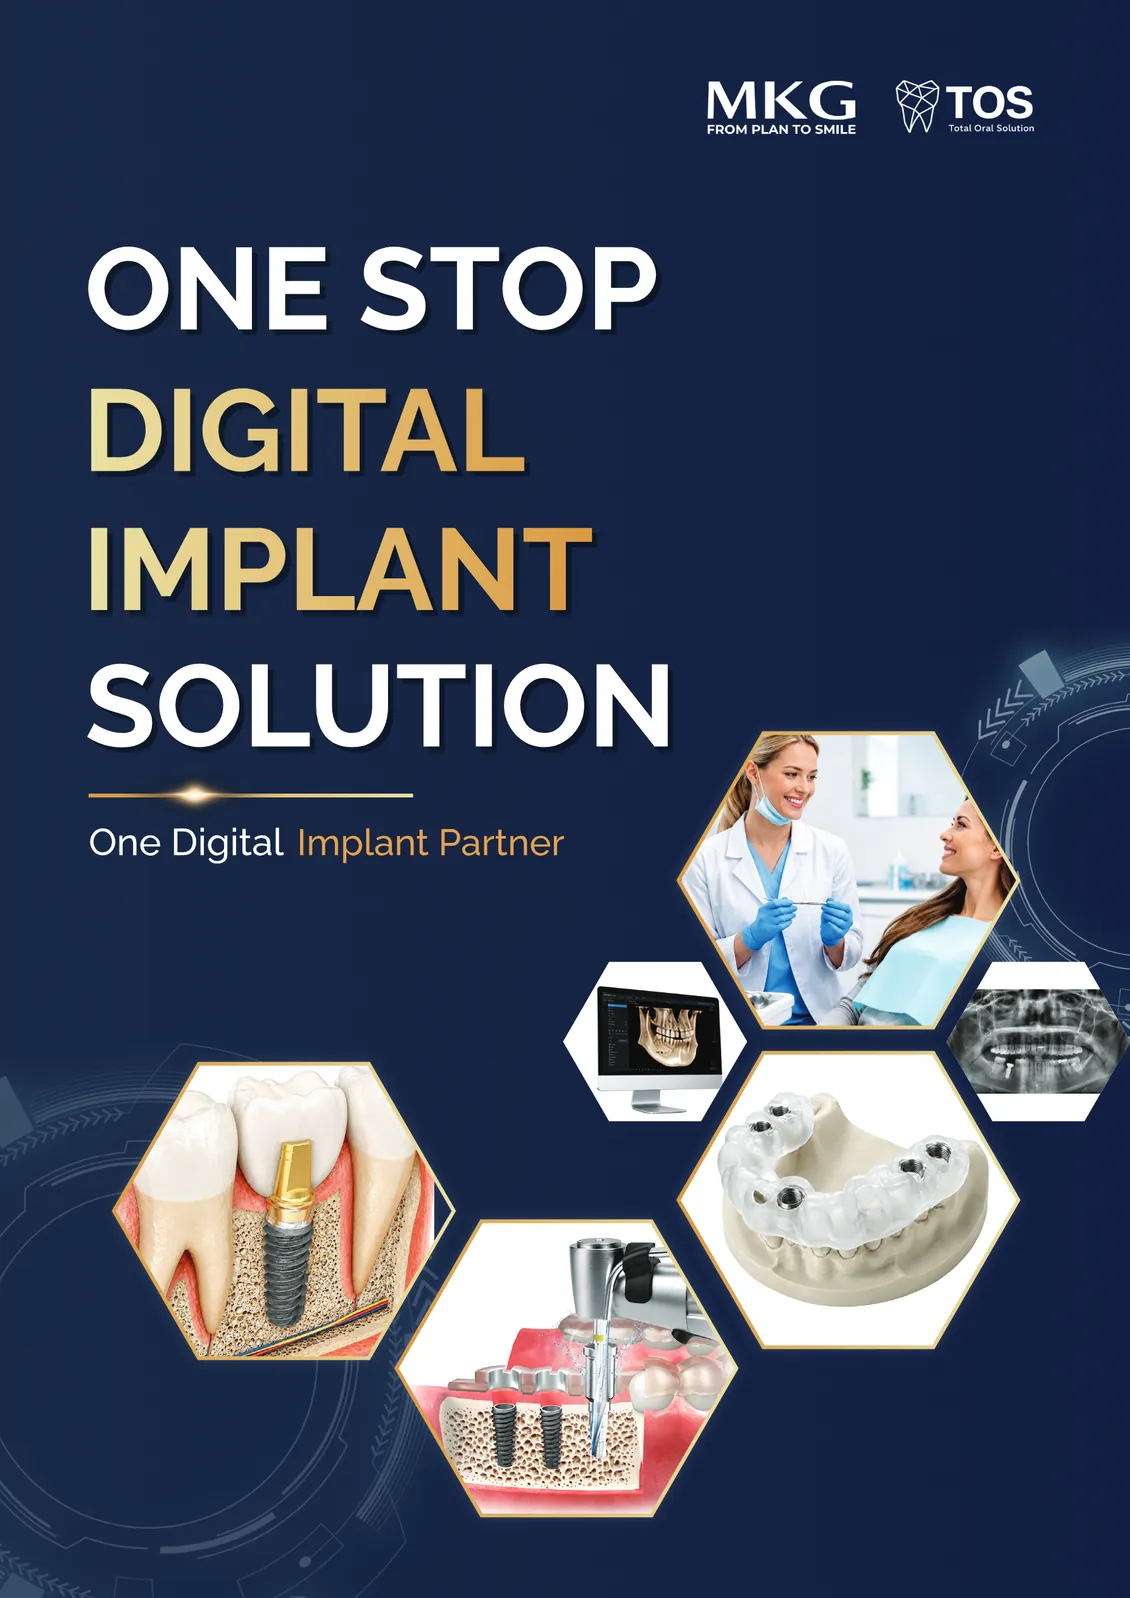 MKG
FROM PLAN TO SMILE
TOS
Total Oral Solution
ONE STOP
DIGITAL
IMPLANT
SOLUTION
One Digital Implant Partner